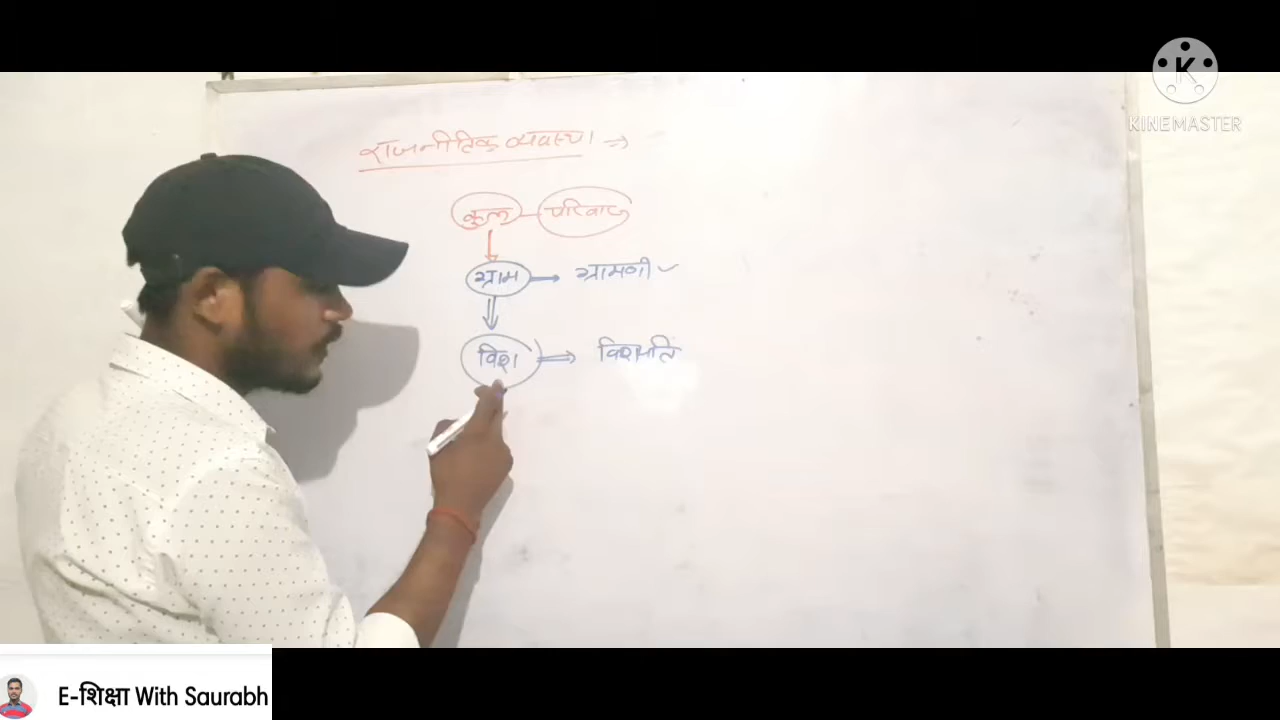 राजनीतिक व्यवस्था ⇒
कुल - परिवार
ग्राम → ग्रामणी ✓
विश ⇒ विशपति
K
KINEMASTER
E-शिक्षा With Saurabh